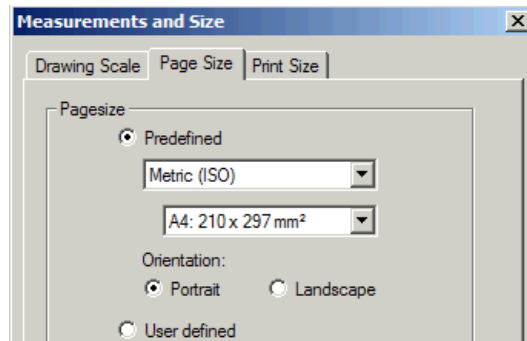 Measurements and Size
Drawing Scale Page Size Print Size
Pagesize
Predefined
Metric (ISO)
A4: 210 x 297 mm²
Orientation:
Portrait Landscape
User defined